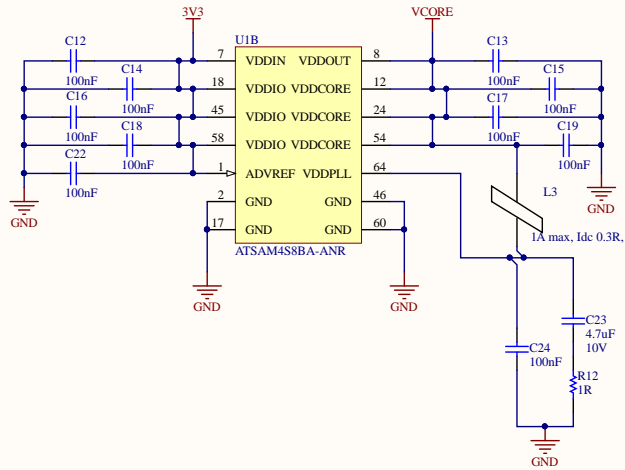 3V3
VCORE
U1B
C12
100nF
C14
100nF
C16
100nF
C18
100nF
C22
100nF
7 VDDIN VDDOUT 8
18 VDDIO VDDCORE 12
45 VDDIO VDDCORE 24
58 VDDIO VDDCORE 54
1 ADVREF VDDPLL 64
2 GND GND 46
17 GND GND 60
ATSAM4S8BA-ANR
C13
100nF
C15
100nF
C17
100nF
C19
100nF
GND
GND
GND
GND
L3
1A max, Idc 0.3R,
C23
4.7uF
10V
C24
100nF
R12
1R
GND